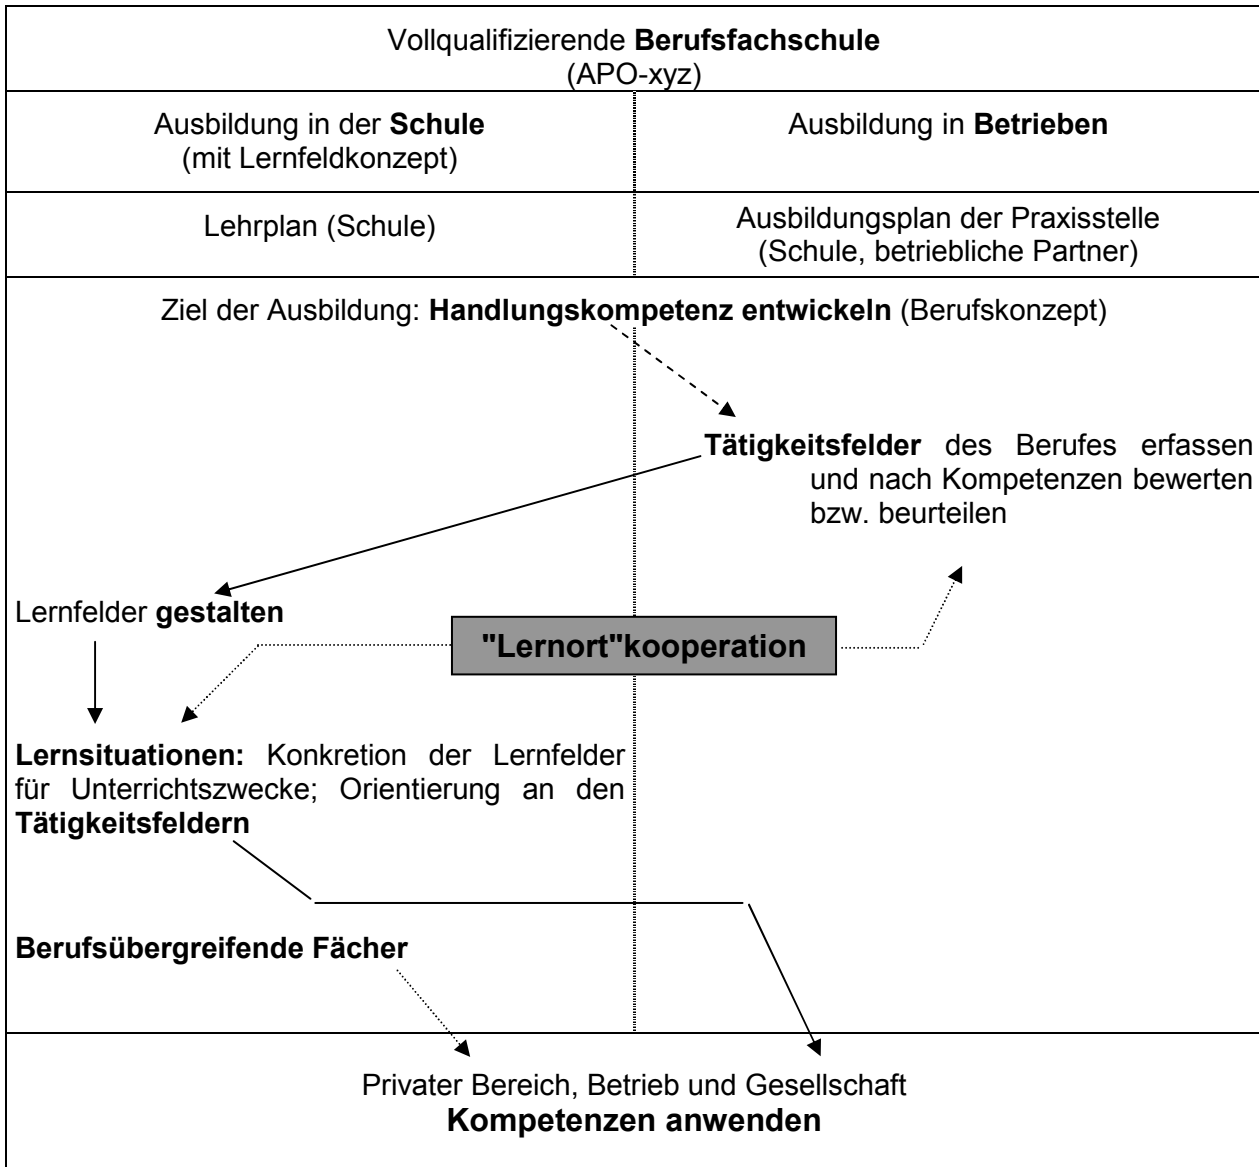 Vollqualifizierende Berufsfachschule
(APO-xyz)
Ausbildung in der Schule
(mit Lernfeldkonzept)
Ausbildung in Betrieben
Lehrplan (Schule)
Ausbildungsplan der Praxisstelle
(Schule, betriebliche Partner)
Ziel der Ausbildung: Handlungskompetenz entwickeln (Berufskonzept)
Tätigkeitsfelder des Berufes erfassen
und nach Kompetenzen bewerten
bzw. beurteilen
Lernfelder gestalten
"Lernort"kooperation
Lernsituationen: Konkretion der Lernfelder
für Unterrichtszwecke; Orientierung an den
Tätigkeitsfeldern
Berufsübergreifende Fächer
Privater Bereich, Betrieb und Gesellschaft
Kompetenzen anwenden